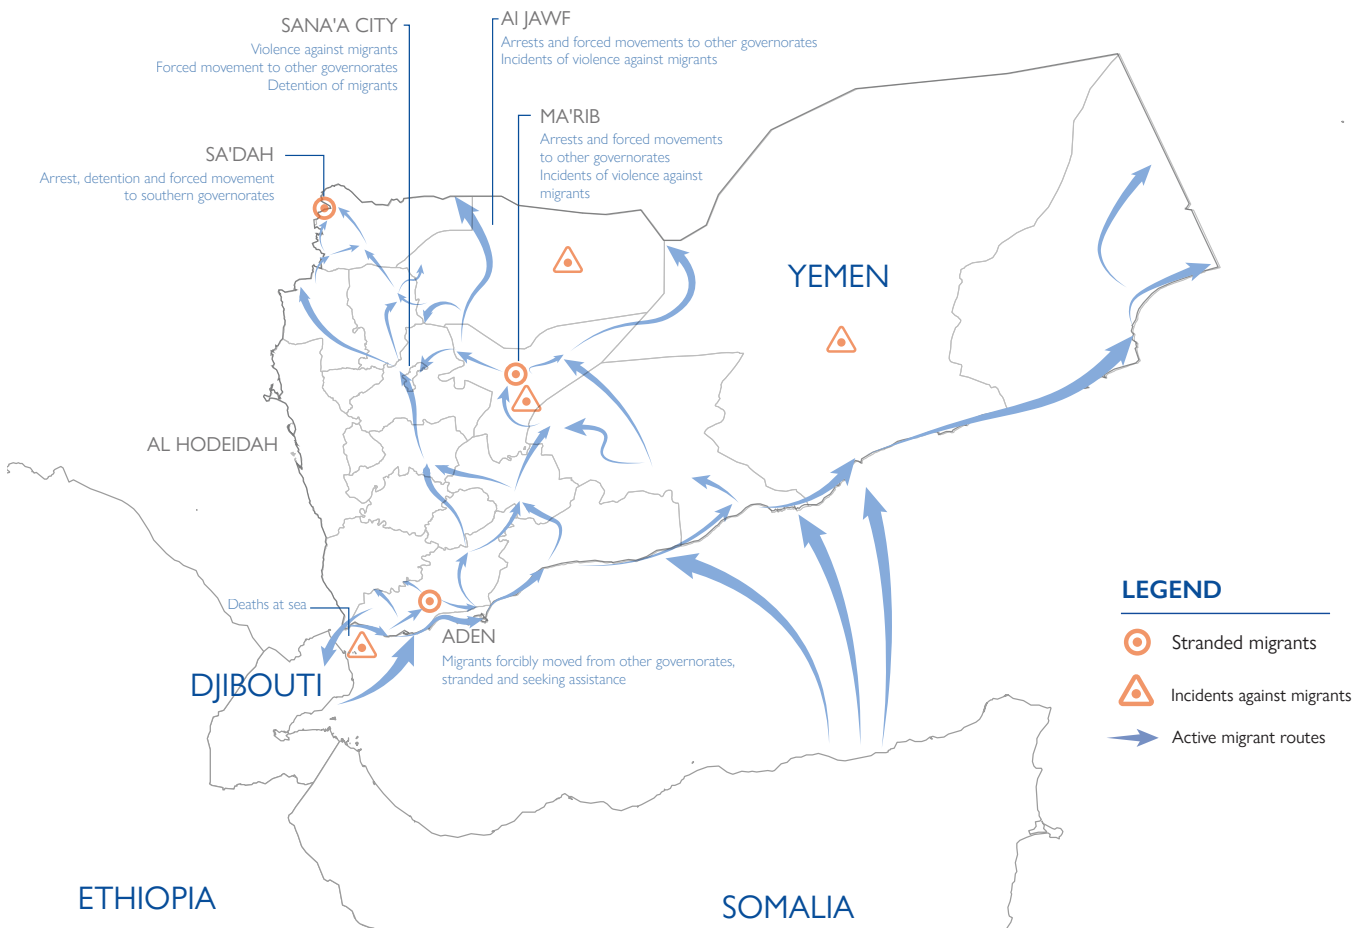 SANA'A CITY
Violence against migrants
Forced movement to other governorates
Detention of migrants
Al JAWF
Arrests and forced movements to other governorates
Incidents of violence against migrants
MA'RIB
Arrests and forced movements
to other governorates
Incidents of violence against
migrants
SA'DAH
Arrest, detention and forced movement
to southern governorates
YEMEN
AL HODEIDAH
Deaths at sea
ADEN
Migrants forcibly moved from other governorates,
stranded and seeking assistance
DJIBOUTI
LEGEND
Stranded migrants
Incidents against migrants
Active migrant routes
ETHIOPIA
SOMALIA